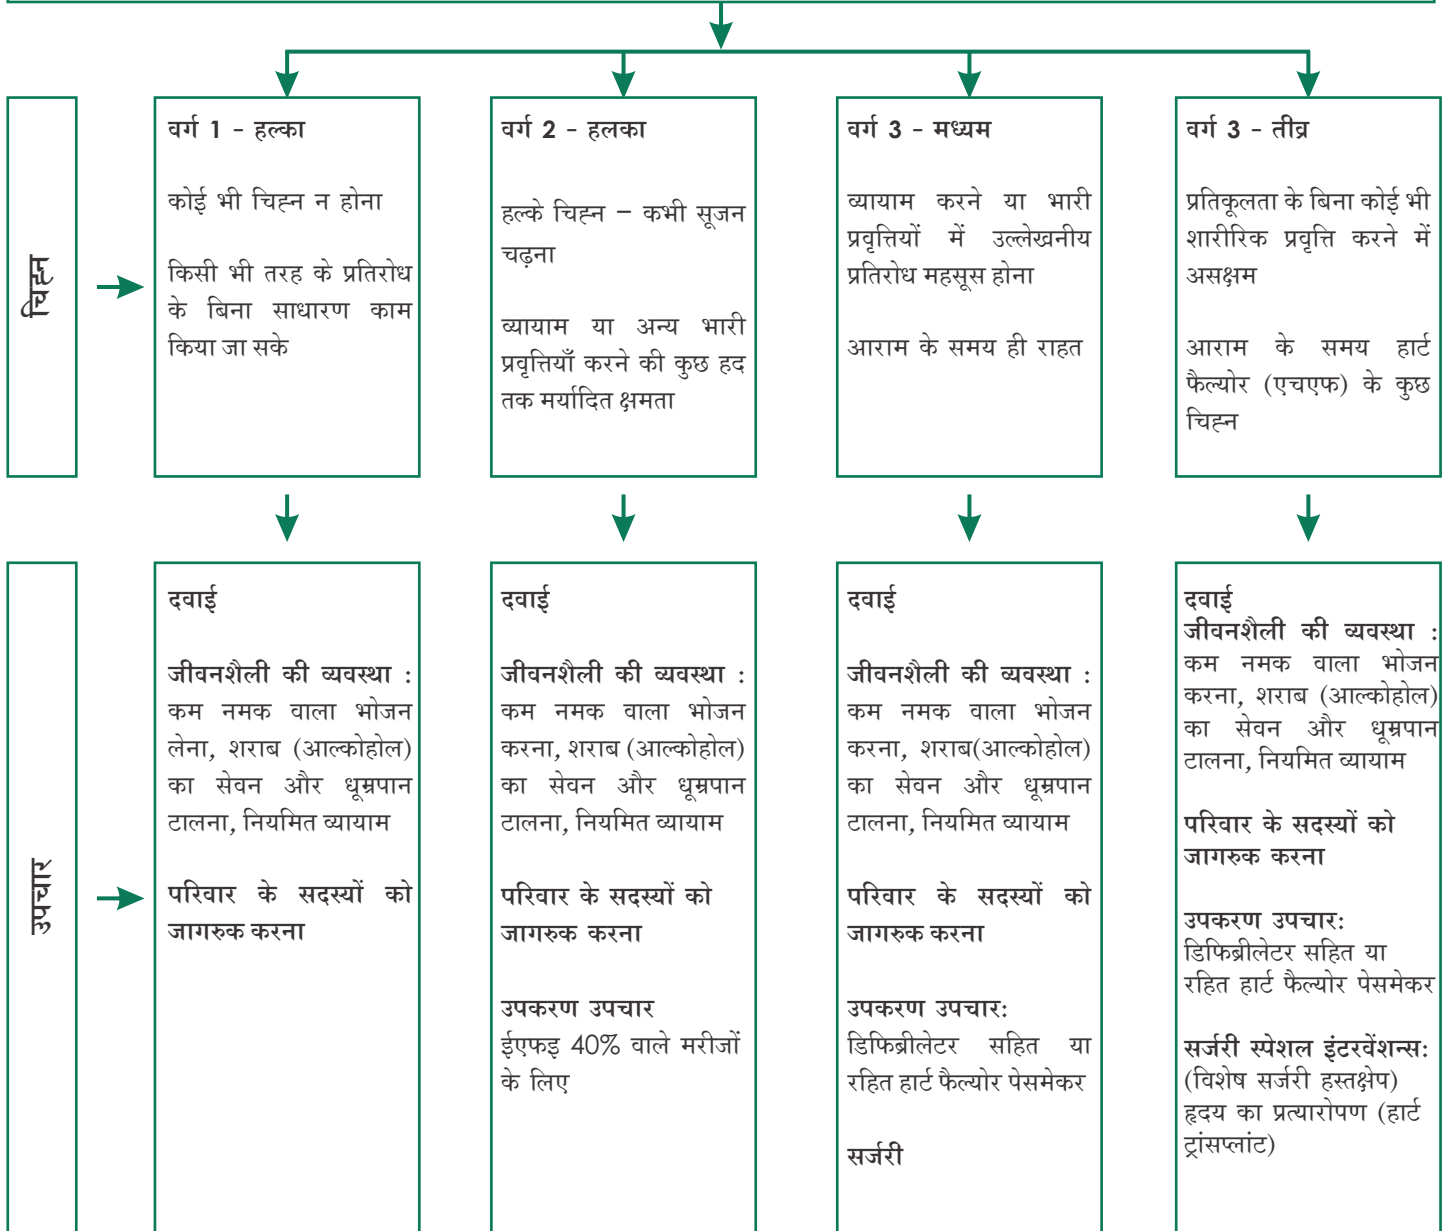 चिह्न
वर्ग 1 - हल्का
कोई भी चिह्न न होना
किसी भी तरह के प्रतिरोध
के बिना साधारण काम
किया जा सके
वर्ग 2 - हलका
हल्के चिह्न – कभी सूजन
चढ़ना
व्यायाम या अन्य भारी
प्रवृत्तियाँ करने की कुछ हद
तक मर्यादित क्षमता
वर्ग 3 - मध्यम
व्यायाम करने या भारी
प्रवृत्तियों में उल्लेखनीय
प्रतिरोध महसूस होना
आराम के समय ही राहत
वर्ग 3 - तीव्र
प्रतिकूलता के बिना कोई भी
शारीरिक प्रवृत्ति करने में
असक्षम
आराम के समय हार्ट
फैल्योर (एचएफ) के कुछ
चिह्न
उपचार
दवाई
जीवनशैली की व्यवस्था :
कम नमक वाला भोजन
लेना, शराब (आल्कोहोल)
का सेवन और धूम्रपान
टालना, नियमित व्यायाम
परिवार के सदस्यों को
जागरुक करना
दवाई
जीवनशैली की व्यवस्था :
कम नमक वाला भोजन
करना, शराब (आल्कोहोल)
का सेवन और धूम्रपान
टालना, नियमित व्यायाम
परिवार के सदस्यों को
जागरुक करना
उपकरण उपचार
ईएफइ 40% वाले मरीजों
के लिए
दवाई
जीवनशैली की व्यवस्था :
कम नमक वाला भोजन
करना, शराब(आल्कोहोल)
का सेवन और धूम्रपान
टालना, नियमित व्यायाम
परिवार के सदस्यों को
जागरुक करना
उपकरण उपचार:
डिफिब्रीलेटर सहित या
रहित हार्ट फैल्योर पेसमेकर
सर्जरी
दवाई
जीवनशैली की व्यवस्था :
कम नमक वाला भोजन
करना, शराब (आल्कोहोल)
का सेवन और धूम्रपान
टालना, नियमित व्यायाम
परिवार के सदस्यों को
जागरुक करना
उपकरण उपचार:
डिफिब्रीलेटर सहित या
रहित हार्ट फैल्योर पेसमेकर
सर्जरी स्पेशल इंटरवेंशन्स:
(विशेष सर्जरी हस्तक्षेप)
हृदय का प्रत्यारोपण (हार्ट
ट्रांसप्लांट)